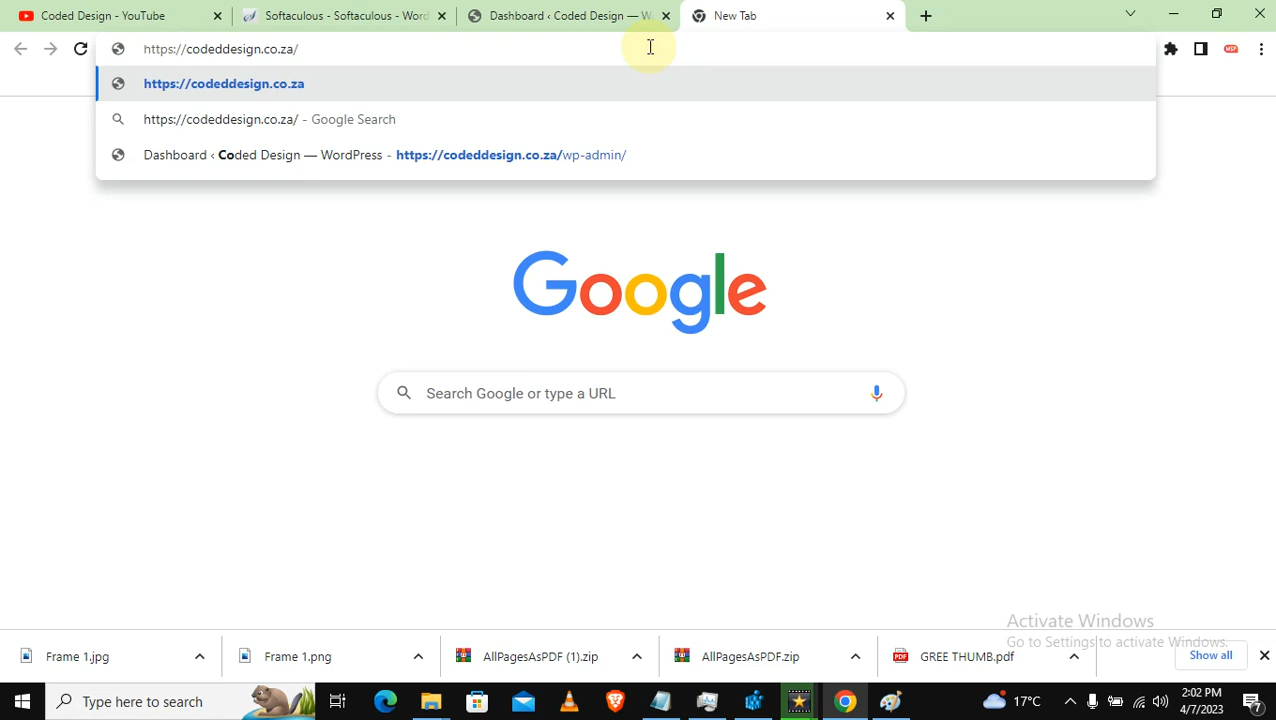 Coded Design - YouTube
Softaculous - Softaculous - Word
Dashboard ‹ Coded Design — Wo
New Tab
https://codeddesign.co.za/
https://codeddesign.co.za
https://codeddesign.co.za/ - Google Search
Dashboard ‹ Coded Design — WordPress - https://codeddesign.co.za/wp-admin/
WSP
Google
Search Google or type a URL
Activate Windows
Go to Settings to activate Windows.
Frame 1.jpg
Frame 1.png
AllPagesAsPDF (1).zip
AllPagesAsPDF.zip
PDF
GREE THUMB.pdf
Show all
Type here to search
17°C
2:02 PM
4/7/2023
7